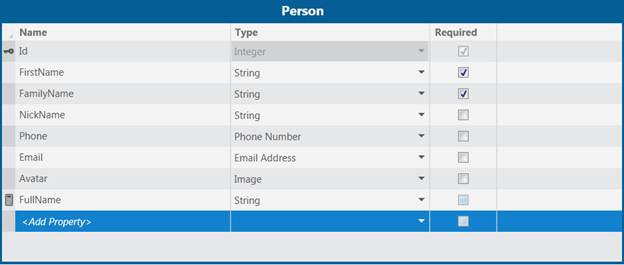 Person
Name Type Required
Id Integer
FirstName String
FamilyName String
NickName String
Phone Phone Number
Email Email Address
Avatar Image
FullName String
<Add Property>